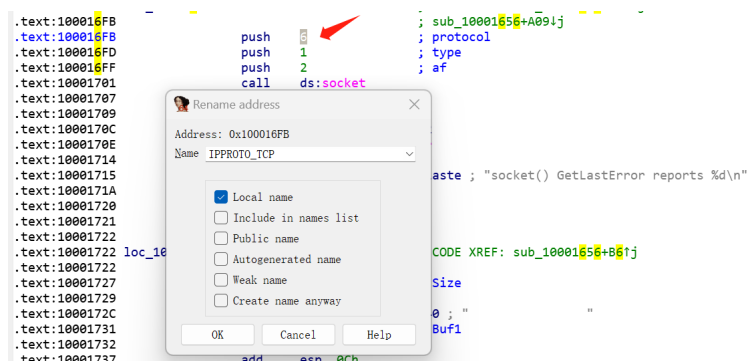 .text:100016FB ; sub_10001656+A09↓j
.text:100016FB push 6 ; protocol
.text:100016FD push 1 ; type
.text:100016FF push 2 ; af
.text:10001701 call ds:socket
.text:10001707
.text:10001709
.text:1000170C
.text:1000170E
.text:10001714
.text:10001715 aste ; "socket() GetLastError reports %d\n"
.text:1000171A
.text:10001720
.text:10001721
.text:10001722
.text:10001722 loc_10 CODE XREF: sub_10001656+B6↑j
.text:10001722
.text:10001727 Size
.text:10001729
.text:1000172C 0 ; " "
.text:10001731 Buf1
.text:10001732
.text:10001737 add esp, 0Ch
Rename address
Address: 0x100016FB
Name IPPROTO_TCP
Local name
Include in names list
Public name
Autogenerated name
Weak name
Create name anyway
OK Cancel Help